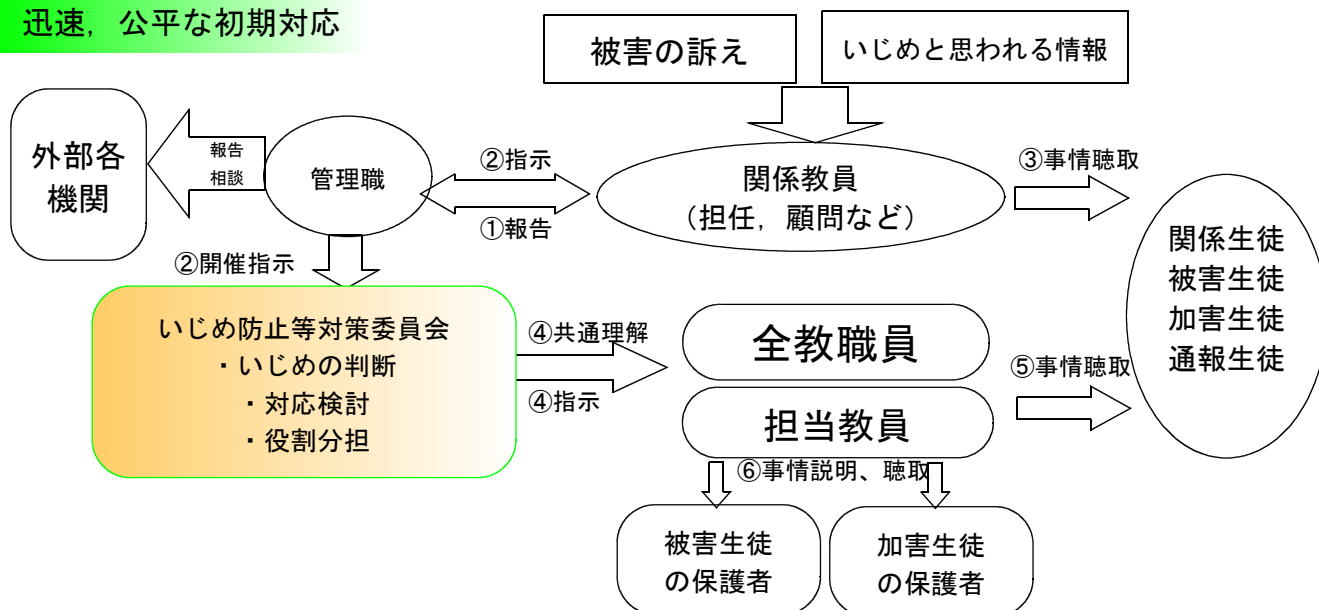 迅速，公平な初期対応
被害の訴え
いじめと思われる情報
外部各
機関
報告
相談
管理職
②指示
①報告
関係教員
（担任，顧問など）
③事情聴取
②開催指示
関係生徒
被害生徒
加害生徒
通報生徒
いじめ防止等対策委員会
・いじめの判断
・対応検討
・役割分担
④共通理解
④指示
全教職員
担当教員
⑤事情聴取
⑥事情説明、聴取
被害生徒
の保護者
加害生徒
の保護者